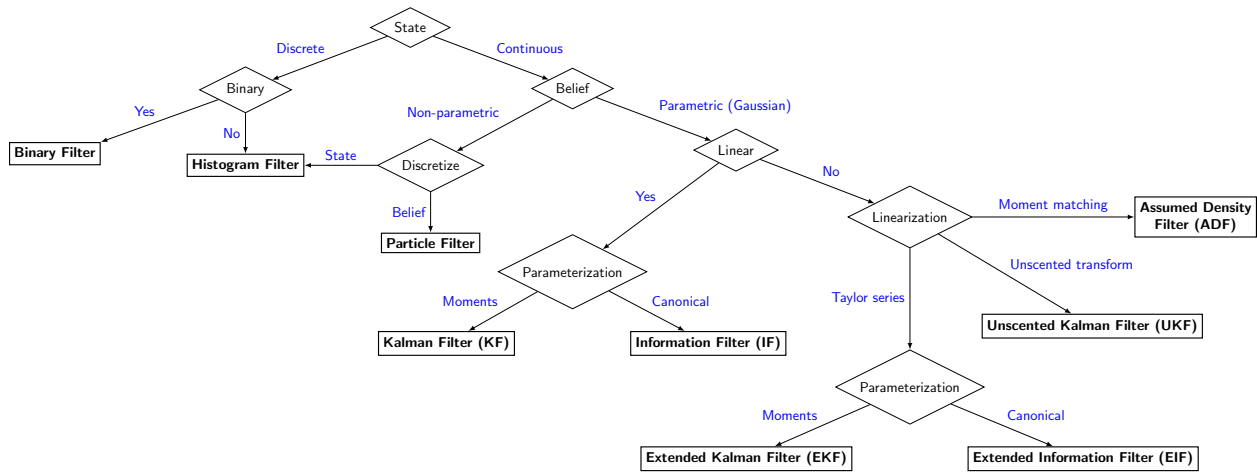 State
Discrete
Continuous
Binary
Belief
Yes
Non-parametric
Parametric (Gaussian)
No
Binary Filter
Histogram Filter
State
Discretize
Linear
Belief
Yes
No
Particle Filter
Linearization
Moment matching
Assumed Density
Filter (ADF)
Parameterization
Unscented transform
Moments
Canonical
Taylor series
Kalman Filter (KF)
Information Filter (IF)
Unscented Kalman Filter (UKF)
Parameterization
Moments
Canonical
Extended Kalman Filter (EKF)
Extended Information Filter (EIF)